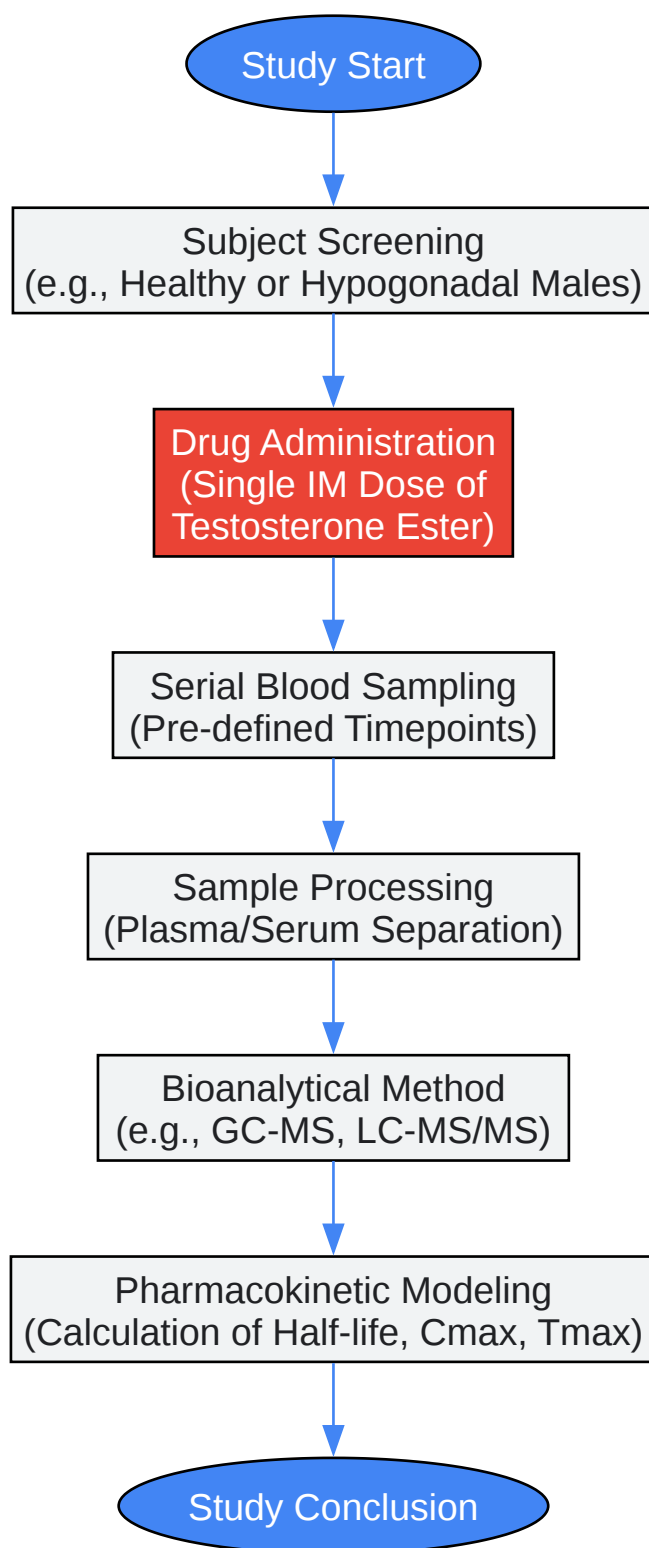 Study Start
Subject Screening
(e.g., Healthy or Hypogonadal Males)
Drug Administration
(Single IM Dose of
Testosterone Ester)
Serial Blood Sampling
(Pre-defined Timepoints)
Sample Processing
(Plasma/Serum Separation)
Bioanalytical Method
(e.g., GC-MS, LC-MS/MS)
Pharmacokinetic Modeling
(Calculation of Half-life, Cmax, Tmax)
Study Conclusion